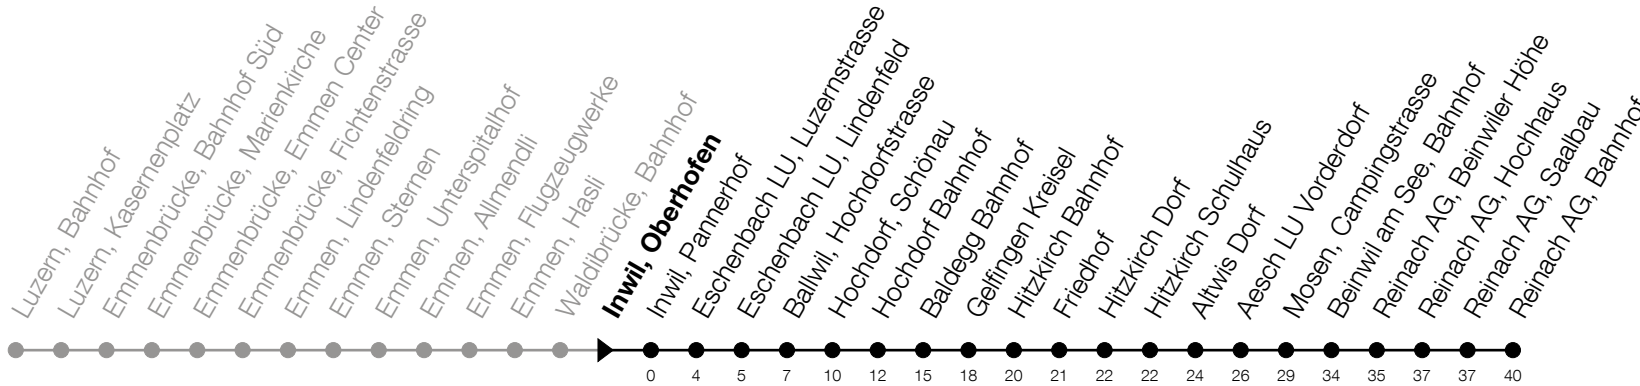 Luzern, Bahnhof
Luzern, Kasernenplatz
Emmenbrücke, Bahnhof Süd
Emmenbrücke, Marienkirche
Emmenbrücke, Emmen Center
Emmenbrücke, Fichtenstrasse
Emmen, Lindenfeldring
Emmen, Sternen
Emmen, Unterspitalhof
Emmen, Allmendli
Emmen, Flugzeugwerke
Emmen, Hasli
Waldibrücke, Bahnhof
Inwil, Oberhofen
Inwil, Pannerhof
Eschenbach LU, Luzernstrasse
Eschenbach LU, Lindenfeld
Ballwil, Hochdorfstrasse
Hochdorf, Schönau
Hochdorf Bahnhof
Baldegg Bahnhof
Gelfingen Kreisel
Hitzkirch Bahnhof
Friedhof
Hitzkirch Dorf
Hitzkirch Schulhaus
Altwis Dorf
Aesch LU Vorderdorf
Mosen, Campingstrasse
Beinwil am See, Bahnhof
Reinach AG, Beinwiler Höhe
Reinach AG, Hochhaus
Reinach AG, Saalbau
Reinach AG, Bahnhof
0 4 5 7 10 12 15 18 20 21 22 22 24 26 29 34 35 37 37 40